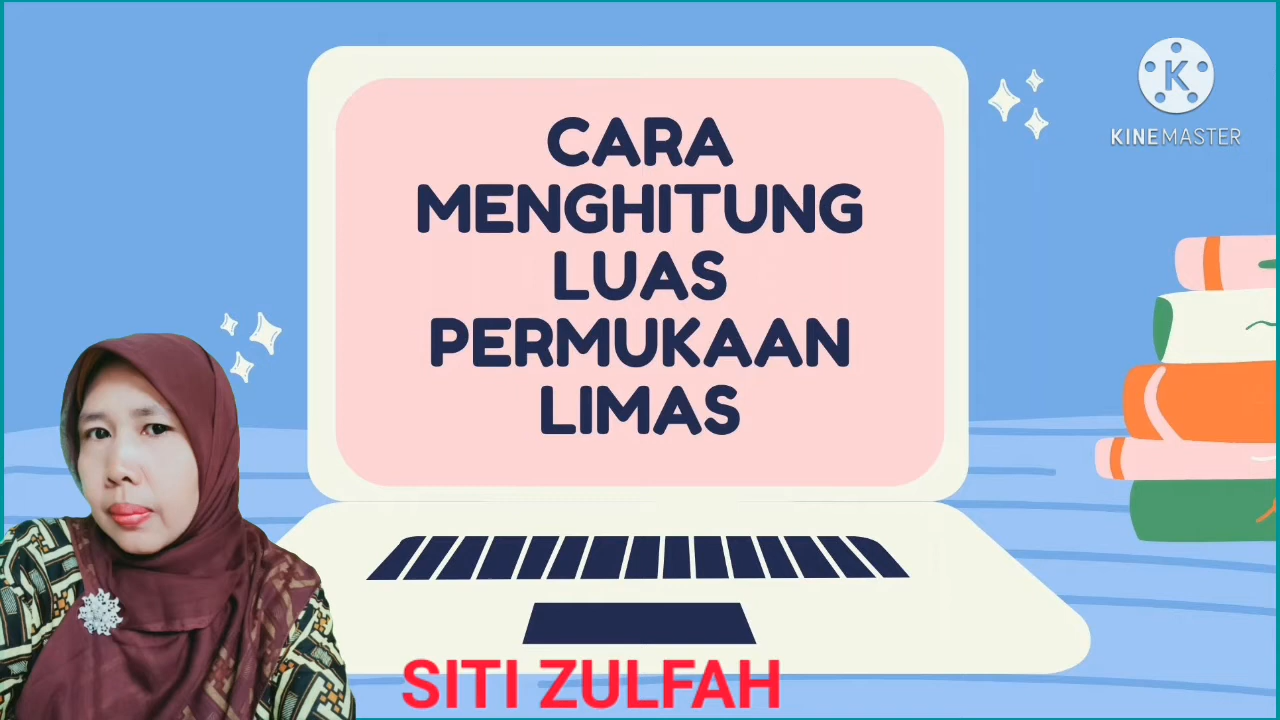 CARA
MENGHITUNG
LUAS
PERMUKAAN
LIMAS
K
KINEMASTER
SITI ZULFAH